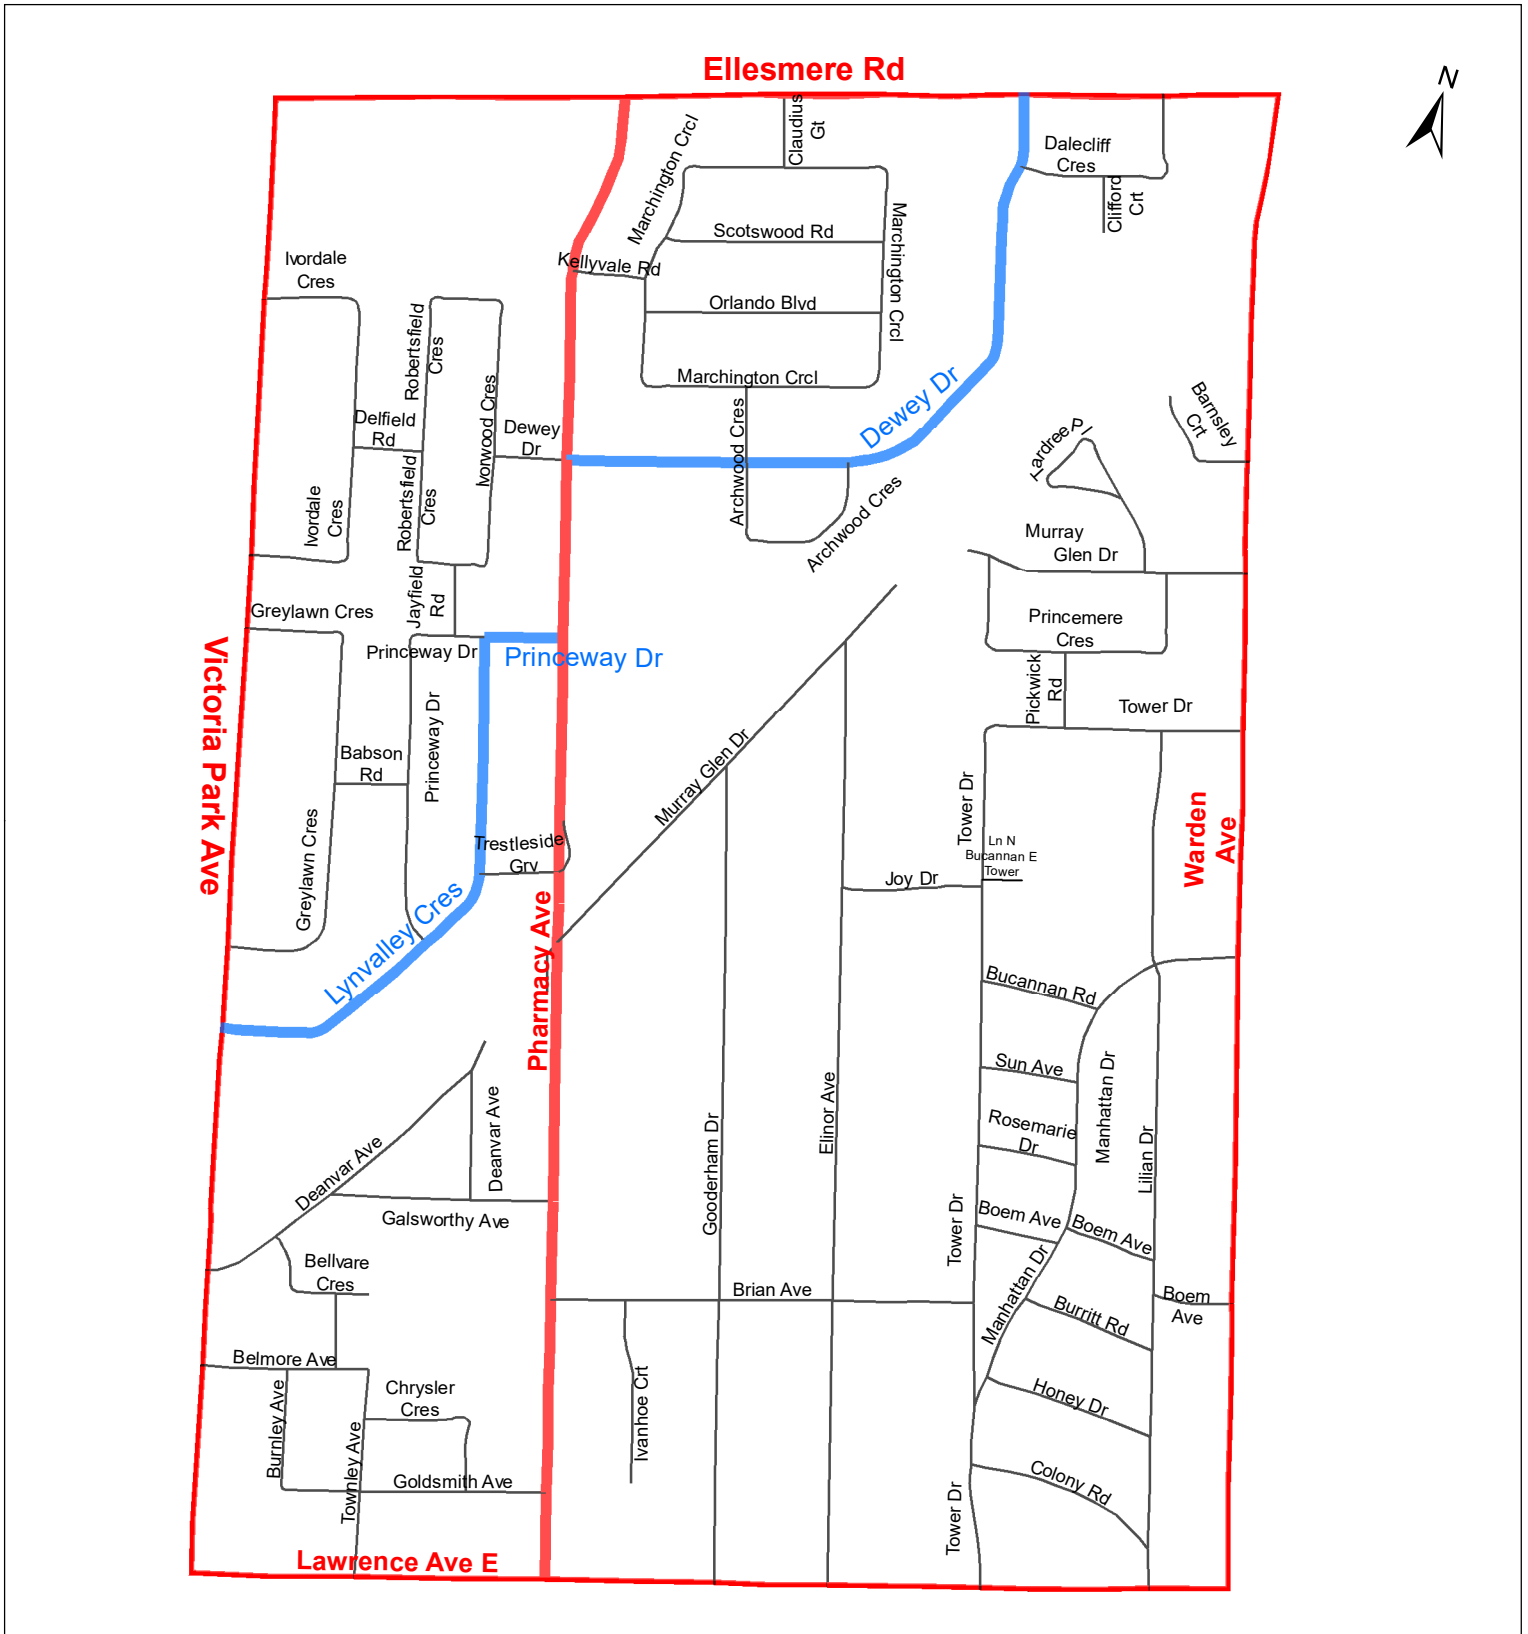 Ellesmere Rd
N
Claudius
Gt
Marchington Crcl
Dalecliff
Cres
Clifford
Crt
Scotswood Rd
Marchington Crcl
Ivordale
Cres
Kellyvale Rd
Orlando Blvd
Robertsfield
Cres
Marchington Crcl
Dewey Dr
Ivorwood Cres
Barnsley
Crt
Delfield
Rd
Dewey
Dr
Archwood Cres
Tardree Pl
Robertsfield
Cres
Ivordale
Cres
Archwood Cres
Murray
Glen Dr
Jayfield
Rd
Greylawn Cres
Princemere
Cres
Princeway Dr
Princeway Dr
Victoria Park Ave
Pickwick
Rd
Tower Dr
Princeway Dr
Babson
Rd
Murray Glen Dr
Tower Dr
Warden
Ave
Trestleside
Grv
Ln N
Bucannan E
Tower
Greylawn Cres
Joy Dr
Lynvalley Cres
Pharmacy Ave
Bucannan Rd
Sun Ave
Manhattan Dr
Elinor Ave
Deanvar Ave
Rosemarie
Dr
Gooderham Dr
Lilian Dr
Deanvar Ave
Galsworthy Ave
Tower Dr
Boem Ave
Boem Ave
Bellvare
Cres
Brian Ave
Manhattan Dr
Boem
Ave
Burritt Rd
Belmore Ave
Chrysler
Cres
Burnley Ave
Ivanhoe Crt
Honey Dr
Townley Ave
Goldsmith Ave
Colony Rd
Tower Dr
Lawrence Ave E